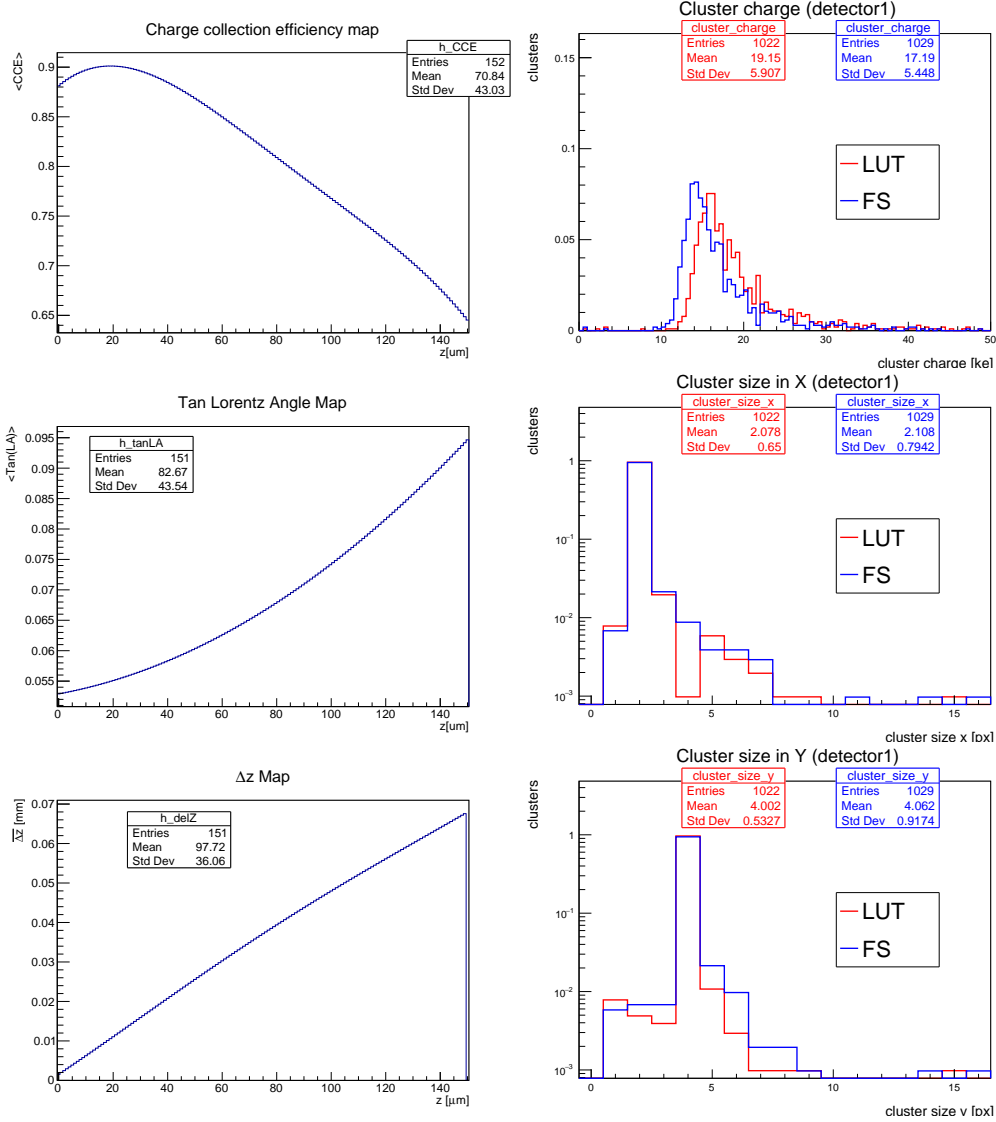 Charge collection efficiency map
<CCE>
h_CCE
Entries 152
Mean 70.84
Std Dev 43.03
0.9
0.85
0.8
0.75
0.7
0.65
0 20 40 60 80 100 120 140
z[um]
Cluster charge (detector1)
clusters
cluster_charge
Entries 1022
Mean 19.15
Std Dev 5.907
cluster_charge
Entries 1029
Mean 17.19
Std Dev 5.448
0.15
0.1
0.05
0
LUT
FS
0 10 20 30 40 50
cluster charge [ke]
Tan Lorentz Angle Map
<Tan(LA)>
h_tanLA
Entries 151
Mean 82.67
Std Dev 43.54
0.095
0.09
0.085
0.08
0.075
0.07
0.065
0.06
0.055
0 20 40 60 80 100 120 140
z[um]
Cluster size in X (detector1)
clusters
cluster_size_x
Entries 1022
Mean 2.078
Std Dev 0.65
cluster_size_x
Entries 1029
Mean 2.108
Std Dev 0.7942
1
10⁻¹
10⁻²
10⁻³
LUT
FS
0 5 10 15
cluster size x [px]
Δz Map
Δz [mm]
h_delZ
Entries 151
Mean 97.72
Std Dev 36.06
0.07
0.06
0.05
0.04
0.03
0.02
0.01
0
0 20 40 60 80 100 120 140
z [μm]
Cluster size in Y (detector1)
clusters
cluster_size_y
Entries 1022
Mean 4.002
Std Dev 0.5327
cluster_size_y
Entries 1029
Mean 4.062
Std Dev 0.9174
1
10⁻¹
10⁻²
10⁻³
LUT
FS
0 5 10 15
cluster size y [px]